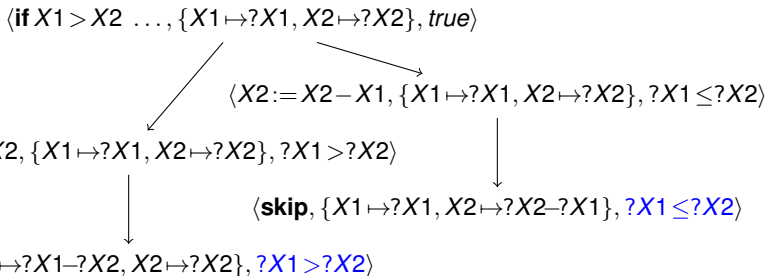 ⟨if X1 > X2 …, {X1↦?X1, X2↦?X2}, true⟩
⟨X2:= X2−X1, {X1↦?X1, X2↦?X2}, ?X1≤?X2⟩
X2, {X1↦?X1, X2↦?X2}, ?X1>?X2⟩
⟨skip, {X1↦?X1, X2↦?X2–?X1}, ?X1≤?X2⟩
↦?X1–?X2, X2↦?X2}, ?X1>?X2⟩